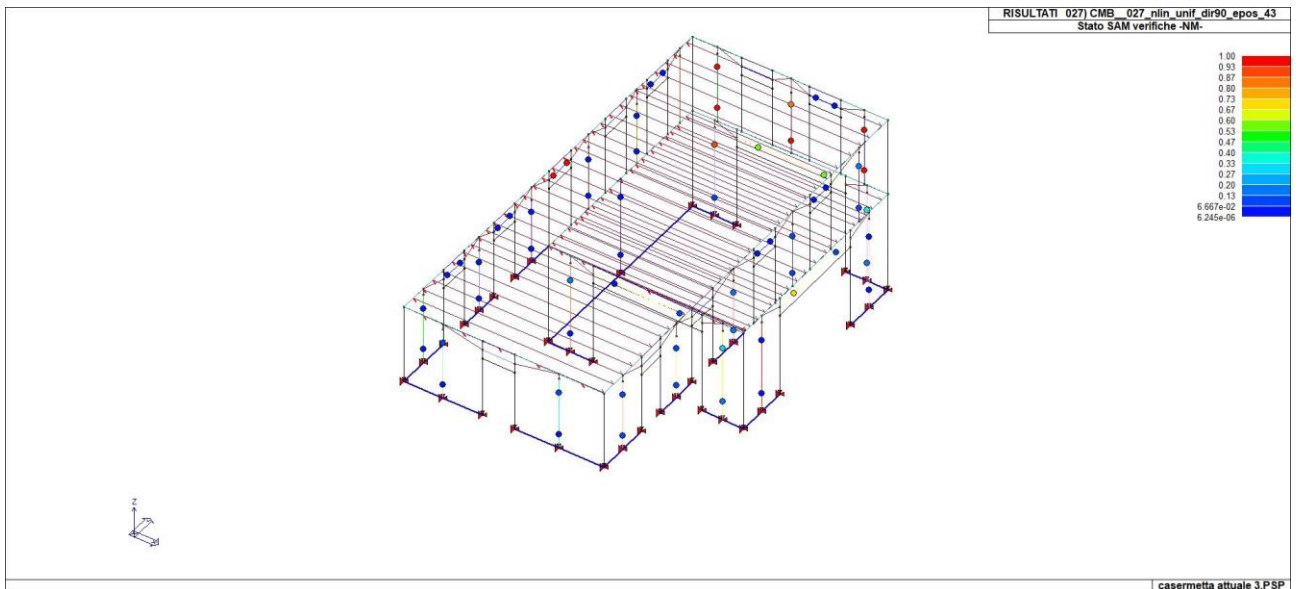 RISULTATI 027) CMB__027_nlin_unif_dir90_epos_43
Stato SAM verifiche -NM-
1.00
0.93
0.87
0.80
0.73
0.67
0.60
0.53
0.47
0.40
0.33
0.27
0.20
0.13
6.667e-02
6.245e-06
Z
casermetta attuale 3.PSP